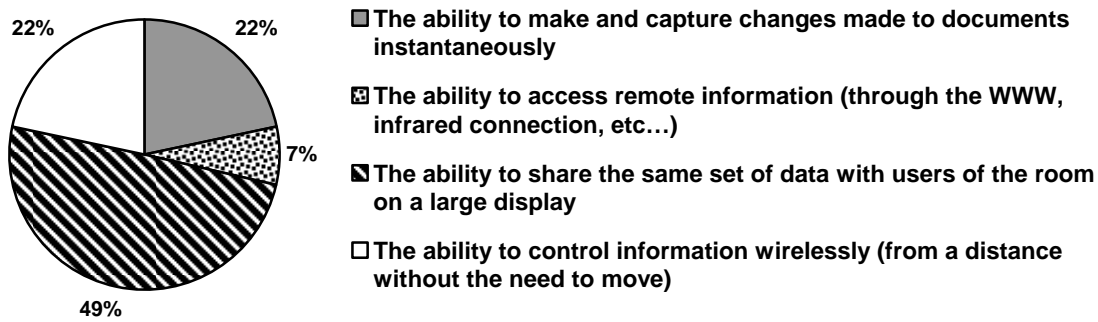 22%
22%
7%
49%
The ability to make and capture changes made to documents
instantaneously
The ability to access remote information (through the WWW,
infrared connection, etc…)
The ability to share the same set of data with users of the room
on a large display
The ability to control information wirelessly (from a distance
without the need to move)